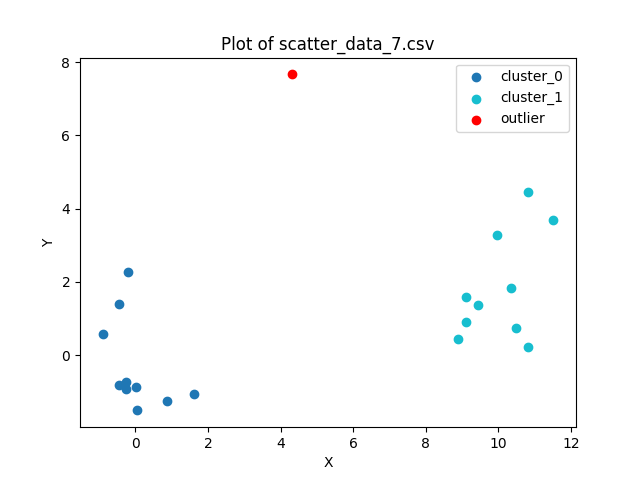 Plot of scatter_data_7.csv
cluster_0
cluster_1
outlier
8
6
4
2
0
Y
0 2 4 6 8 10 12
X